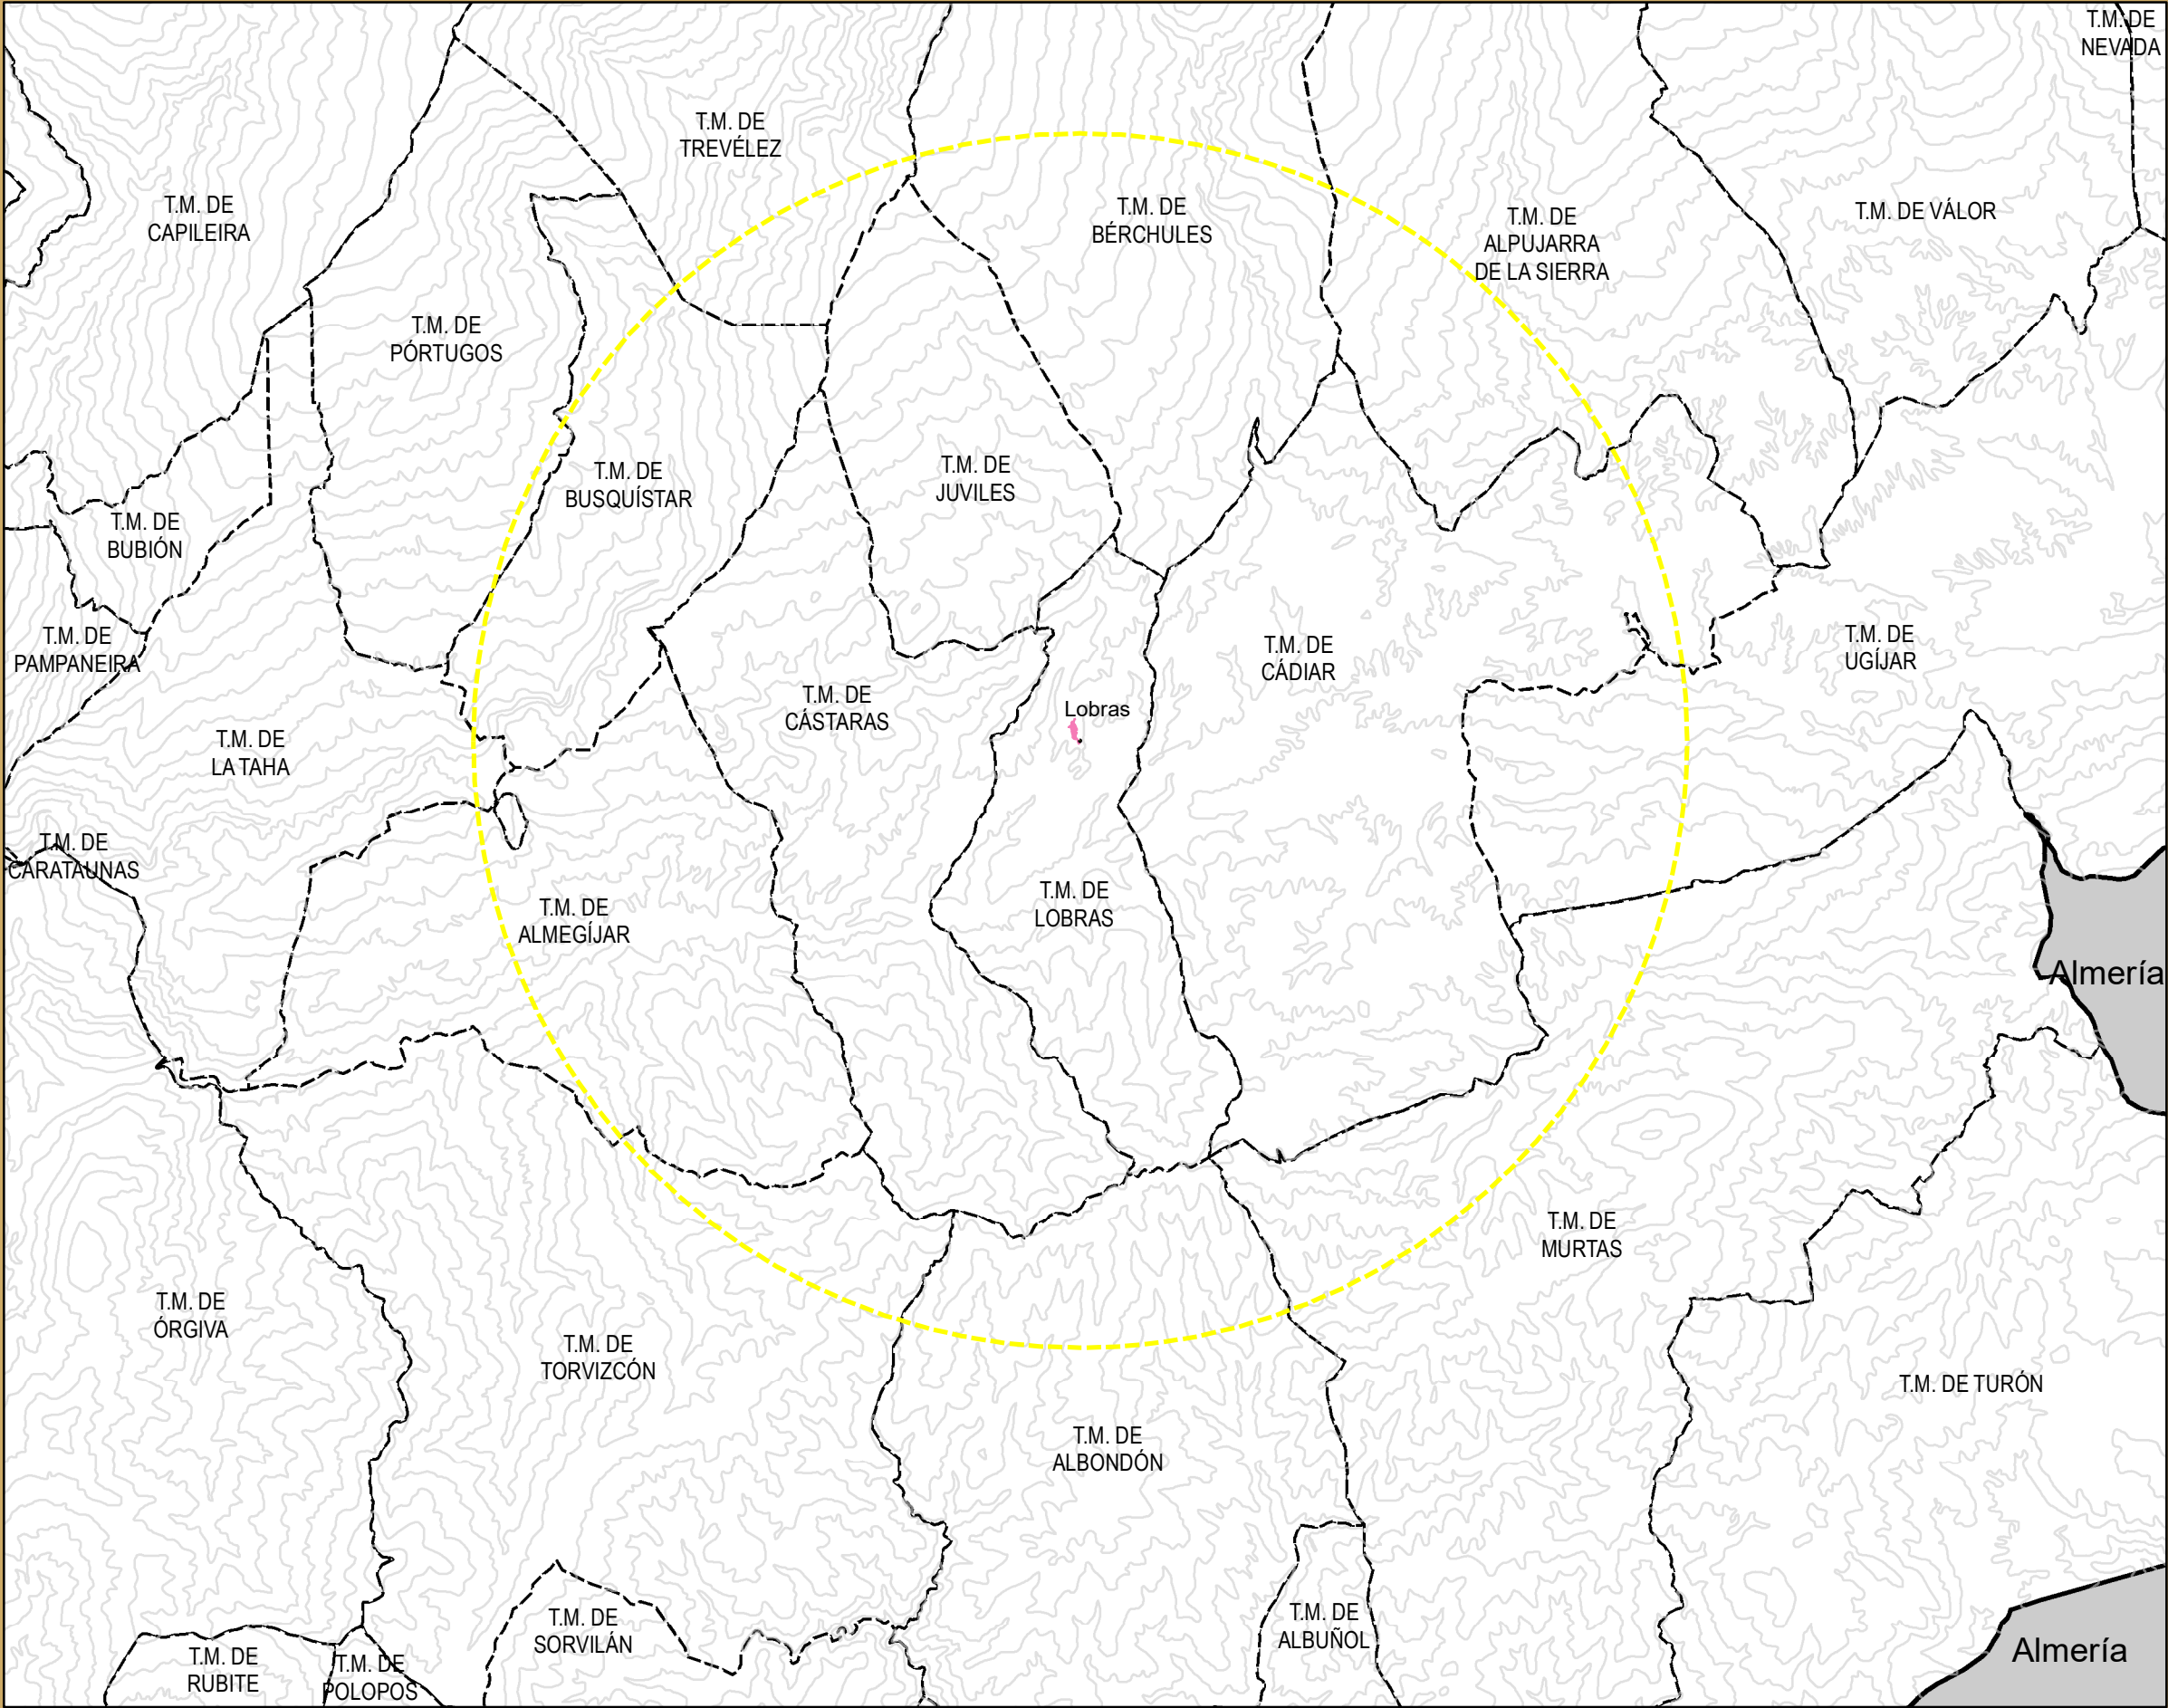 T.M. DE
NEVADA
T.M. DE
TREVÉLEZ
T.M. DE
CAPILEIRA
T.M. DE
BÉRCHULES
T.M. DE
ALPUJARRA
DE LA SIERRA
T.M. DE VÁLOR
T.M. DE
PÓRTUGOS
T.M. DE
BUSQUÍSTAR
T.M. DE
JUVILES
T.M. DE
BUBIÓN
T.M. DE
PAMPANEIRA
T.M. DE
CÁDIAR
T.M. DE
UGÍJAR
T.M. DE
CÁSTARAS
Lobras
T.M. DE
LA TAHA
T.M. DE
CARATAUNAS
T.M. DE
ALMEGÍJAR
T.M. DE
LOBRAS
Almería
T.M. DE
MURTAS
T.M. DE
ÓRGIVA
T.M. DE
TORVIZCÓN
T.M. DE TURÓN
T.M. DE
ALBONDÓN
T.M. DE
SORVILÁN
T.M. DE
ALBUÑOL
Almería
T.M. DE
RUBITE
T.M. DE
POLOPOS